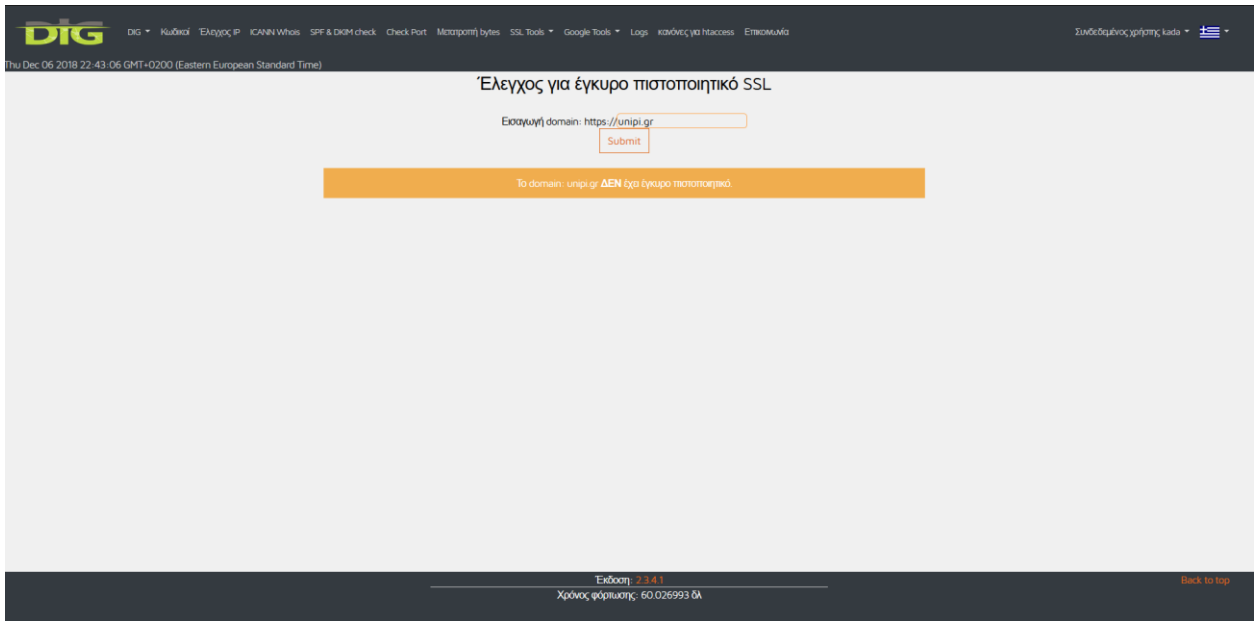 DIG
DIG Κωδικοί Έλεγχος IP ICANN Whois SPF & DKIM check Check Port Μετατροπή bytes SSL Tools Google Tools Logs κανόνες για htaccess Επικοινωνία
Συνδεδεμένος χρήστης kada
Thu Dec 06 2018 22:43:06 GMT+0200 (Eastern European Standard Time)
Έλεγχος για έγκυρο πιστοποιητικό SSL
Εισαγωγή domain: https://unipi.gr
Submit
Το domain: unipi.gr ΔΕΝ έχει έγκυρο πιστοποιητικό.
Έκδοση: 2.3.4.1
Back to top
Χρόνος φόρτωσης: 60.026993 δλ